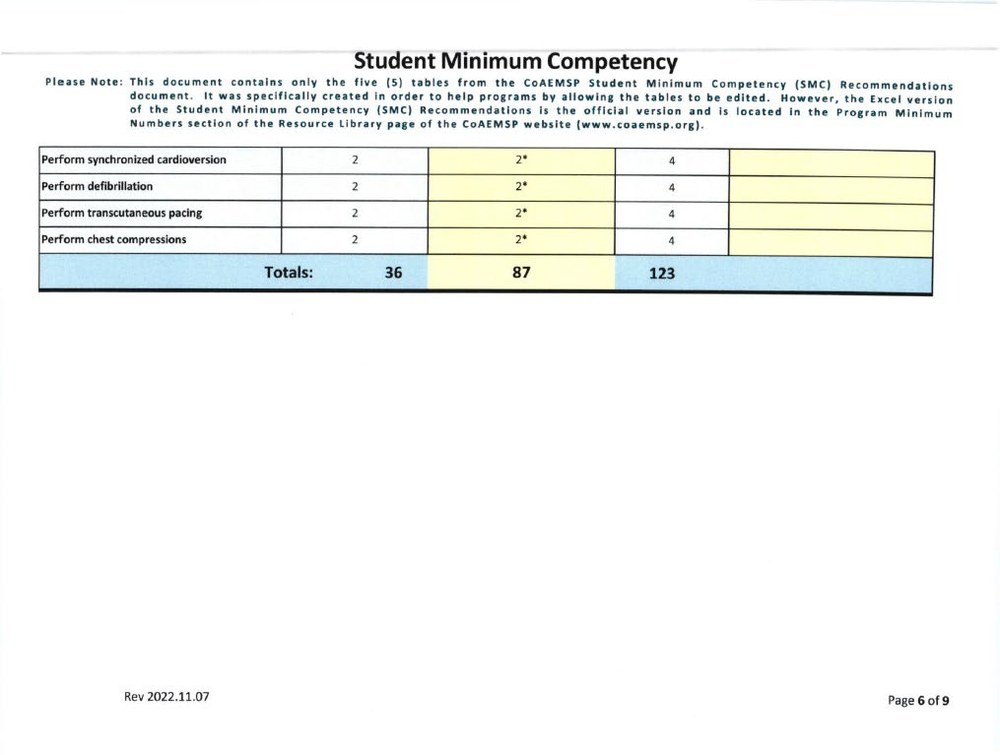 Student Minimum Competency
Please Note: This document contains only the five (5) tables from the CoAEMSP Student Minimum Competency (SMC) Recommendations
document. It was specifically created in order to help programs by allowing the tables to be edited. However, the Excel version
of the Student Minimum Competency (SMC) Recommendations is the official version and is located in the Program Minimum
Numbers section of the Resource Library page of the CoAEMSP website (www.coaemsp.org).
Perform synchronized cardioversion 2 2* 4
Perform defibrillation 2 2* 4
Perform transcutaneous pacing 2 2* 4
Perform chest compressions 2 2* 4
Totals: 36 87 123
Rev 2022.11.07
Page 6 of 9